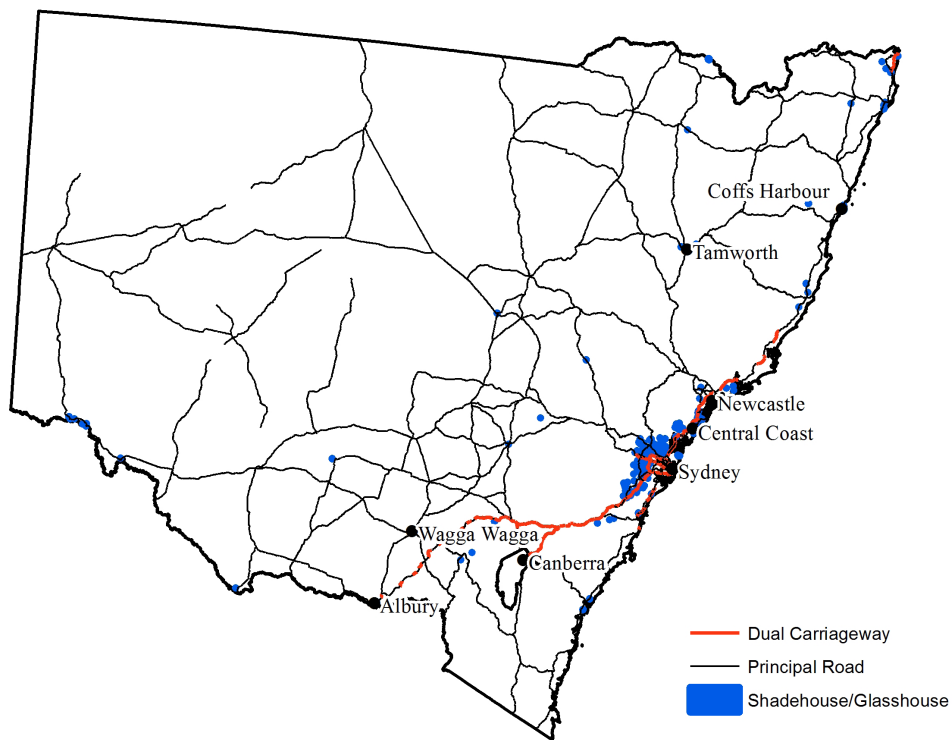 Coffs Harbour
Tamworth
Newcastle
Central Coast
Sydney
Wagga Wagga
Canberra
Albury
Dual Carriageway
Principal Road
Shadehouse/Glasshouse